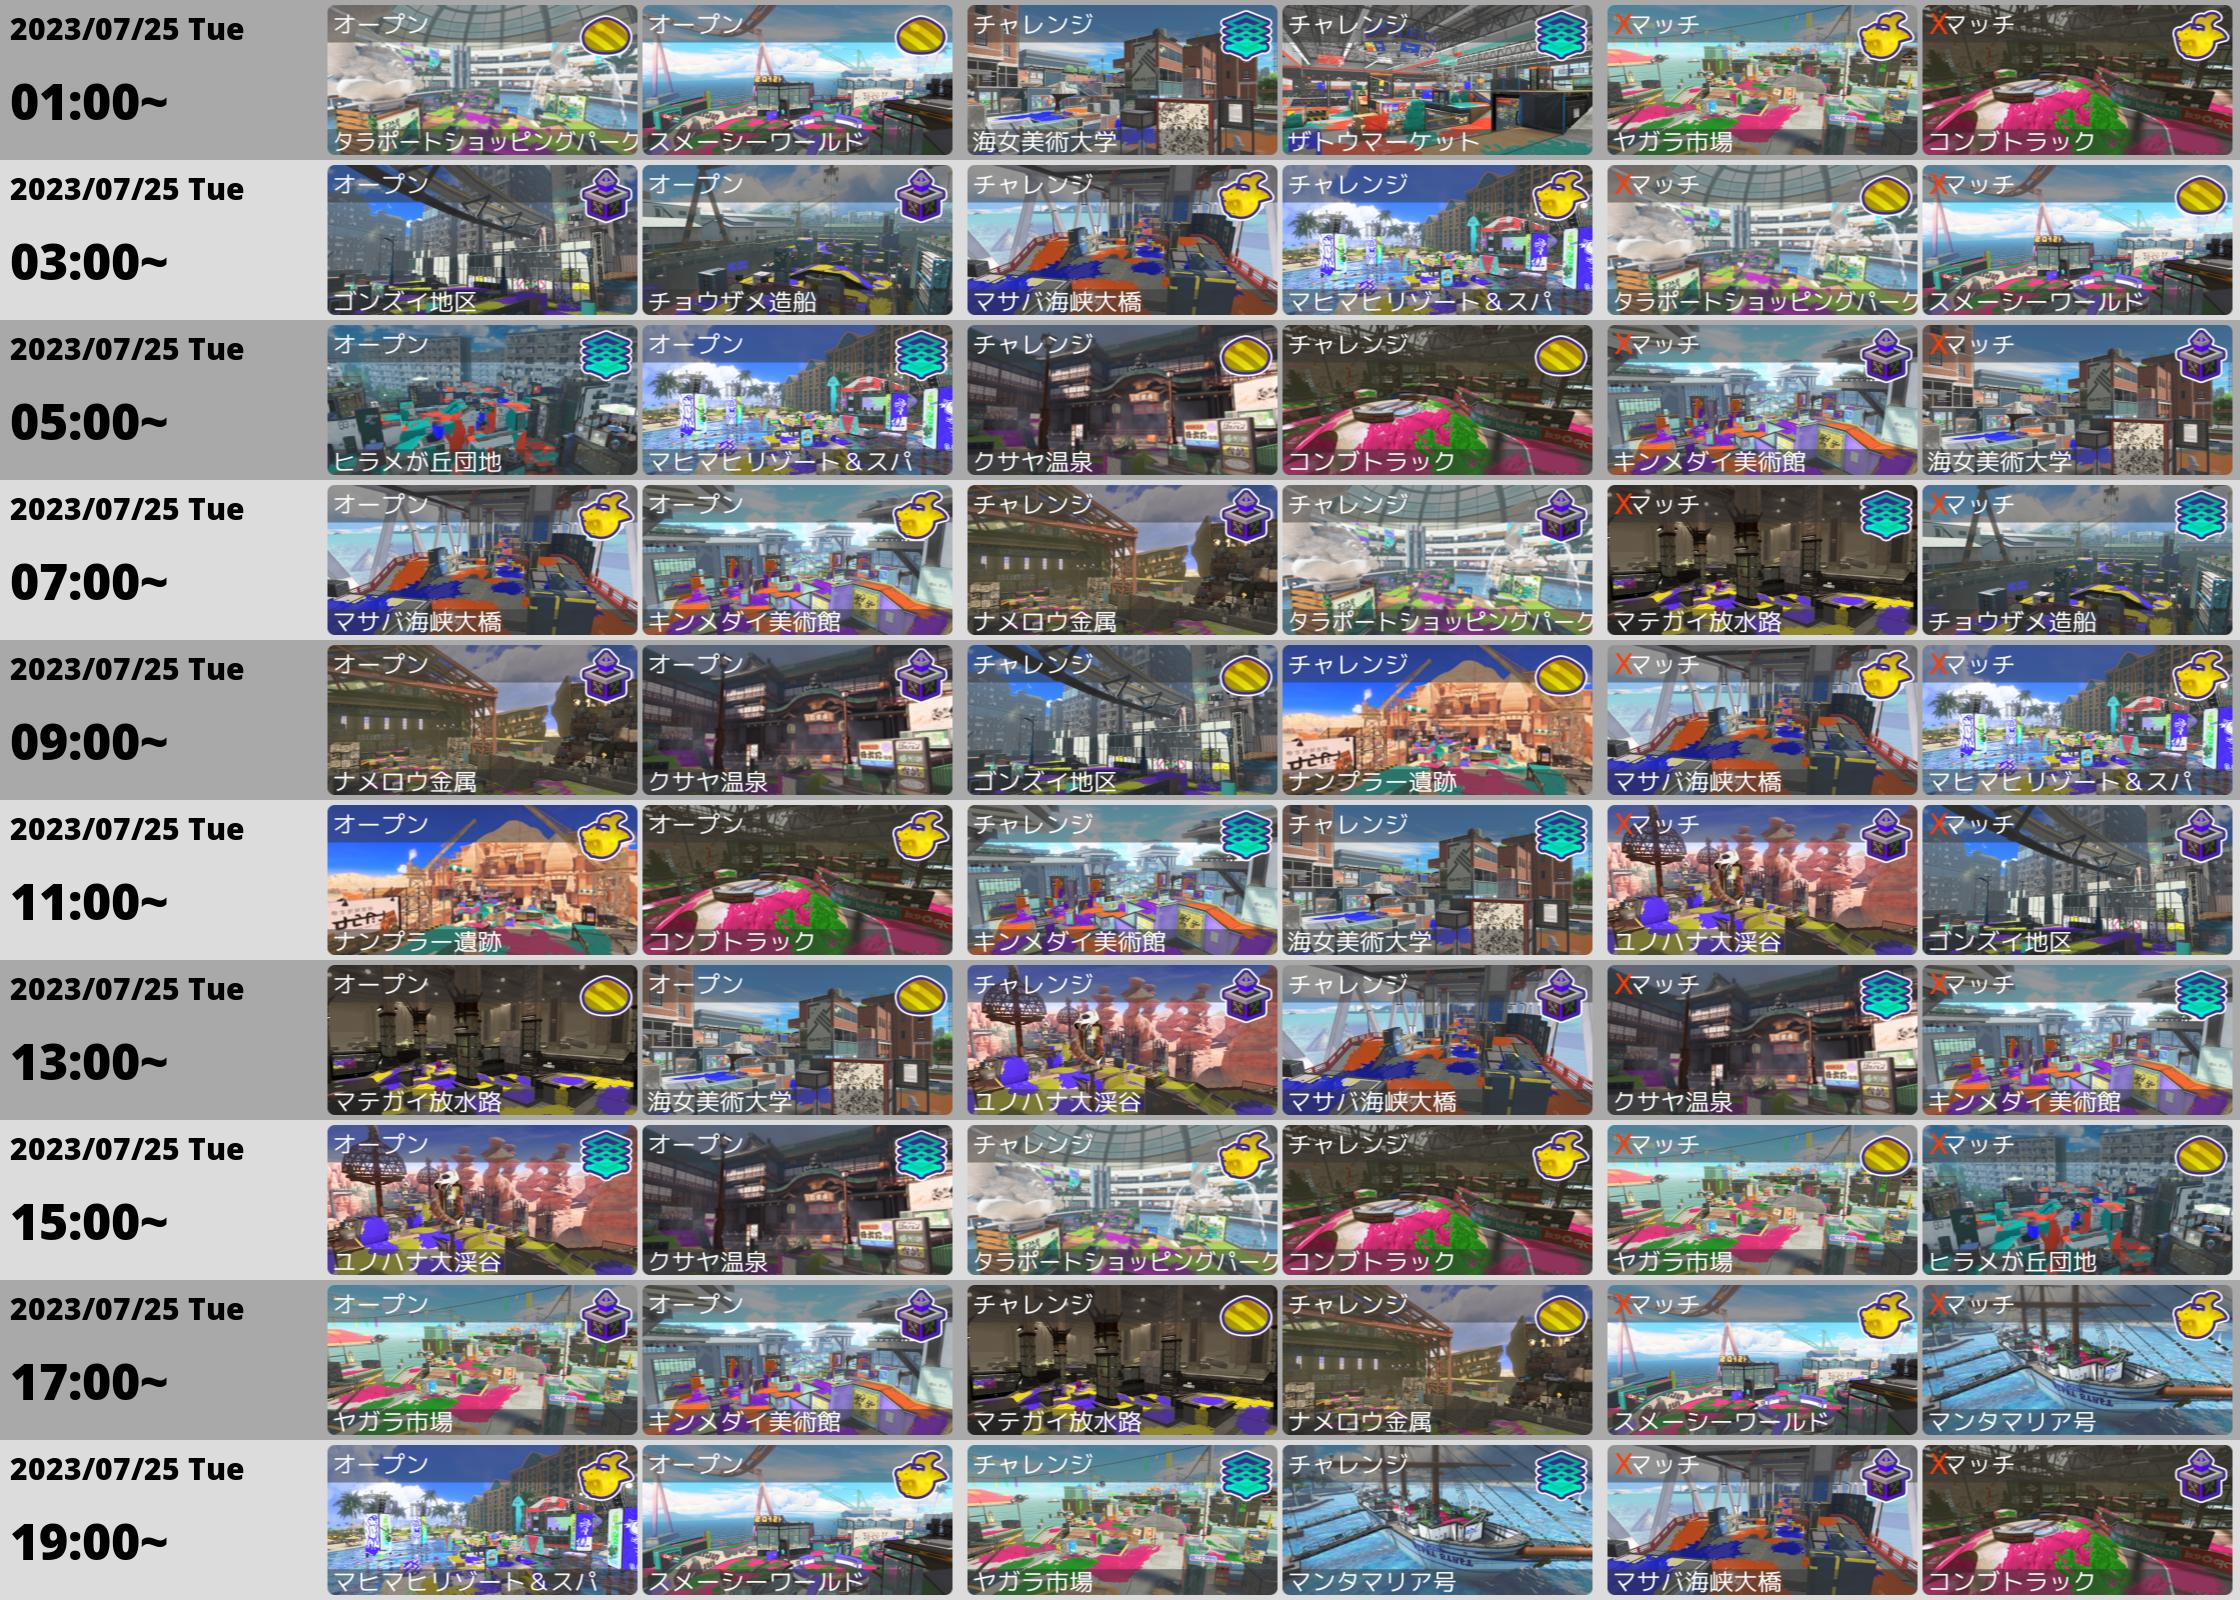 2023/07/25 Tue
01:00~
オープン
タラポートショッピングパーク
オープン
スメーシーワールド
チャレンジ
海女美術大学
チャレンジ
ザトウマーケット
Xマッチ
ヤガラ市場
Xマッチ
コンブトラック
2023/07/25 Tue
03:00~
オープン
ゴンズイ地区
オープン
チョウザメ造船
チャレンジ
マサバ海峡大橋
チャレンジ
マヒマヒリゾート＆スパ
Xマッチ
タラポートショッピングパーク
Xマッチ
スメーシーワールド
2023/07/25 Tue
05:00~
オープン
ヒラメが丘団地
オープン
マヒマヒリゾート＆スパ
チャレンジ
クサヤ温泉
チャレンジ
コンブトラック
Xマッチ
キンメダイ美術館
Xマッチ
海女美術大学
2023/07/25 Tue
07:00~
オープン
マサバ海峡大橋
オープン
キンメダイ美術館
チャレンジ
ナメロウ金属
チャレンジ
タラポートショッピングパーク
Xマッチ
マテガイ放水路
Xマッチ
チョウザメ造船
2023/07/25 Tue
09:00~
オープン
ナメロウ金属
オープン
クサヤ温泉
チャレンジ
ゴンズイ地区
チャレンジ
ナンプラー遺跡
Xマッチ
マサバ海峡大橋
Xマッチ
マヒマヒリゾート＆スパ
2023/07/25 Tue
11:00~
オープン
ナンプラー遺跡
オープン
コンブトラック
チャレンジ
キンメダイ美術館
チャレンジ
海女美術大学
Xマッチ
ユノハナ大渓谷
Xマッチ
ゴンズイ地区
2023/07/25 Tue
13:00~
オープン
マテガイ放水路
オープン
海女美術大学
チャレンジ
ユノハナ大渓谷
チャレンジ
マサバ海峡大橋
Xマッチ
クサヤ温泉
Xマッチ
キンメダイ美術館
2023/07/25 Tue
15:00~
オープン
ユノハナ大渓谷
オープン
クサヤ温泉
チャレンジ
タラポートショッピングパーク
チャレンジ
コンブトラック
Xマッチ
ヤガラ市場
Xマッチ
ヒラメが丘団地
2023/07/25 Tue
17:00~
オープン
ヤガラ市場
オープン
キンメダイ美術館
チャレンジ
マテガイ放水路
チャレンジ
ナメロウ金属
Xマッチ
スメーシーワールド
Xマッチ
マンタマリア号
2023/07/25 Tue
19:00~
オープン
マヒマヒリゾート＆スパ
オープン
スメーシーワールド
チャレンジ
ヤガラ市場
チャレンジ
マンタマリア号
Xマッチ
マサバ海峡大橋
Xマッチ
コンブトラック